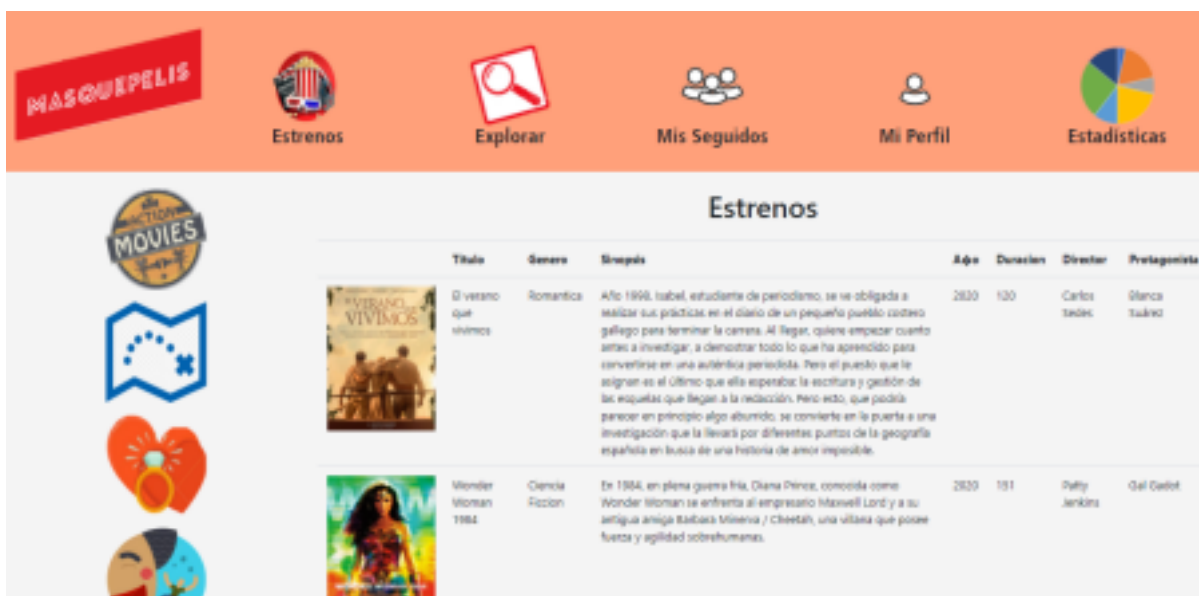 MASQUEPELIS
Estrenos
Explorar
Mis Seguidos
Mi Perfil
Estadisticas
ACTION
MOVIES
Estrenos
Titulo Genero Sinopsis Año Duracion Director Protagonista
EL VERANO
QUE
VIVIMOS
El verano
que
vivimos
Romantica
Año 1998. Isabel, estudiante de periodismo, se ve obligada a
realizar sus prácticas en el diario de un pequeño pueblo costero
gallego para terminar la carrera. Al llegar, quiere empezar cuanto
antes a investigar, a demostrar todo lo que ha aprendido para
convertirse en una auténtica periodista. Pero el puesto que le
asignan es el último que ella esperaba: la escritura y gestión de
las esquelas que llegan a la redacción. Pero esto, que podría
parecer en principio algo aburrido, se convierte en la puerta a una
investigación que la llevará por diferentes puntos de la geografía
española en busca de una historia de amor imposible.
2020
120
Carlos
Sedes
Blanca
Suárez
Wonder
Woman
1984
Ciencia
Ficcion
En 1984, en plena guerra fría, Diana Prince, conocida como
Wonder Woman se enfrenta al empresario Maxwell Lord y a su
antigua amiga Barbara Minerva / Cheetah, una villana que posee
fuerza y agilidad sobrehumanas.
2020
151
Patty
Jenkins
Gal Gadot